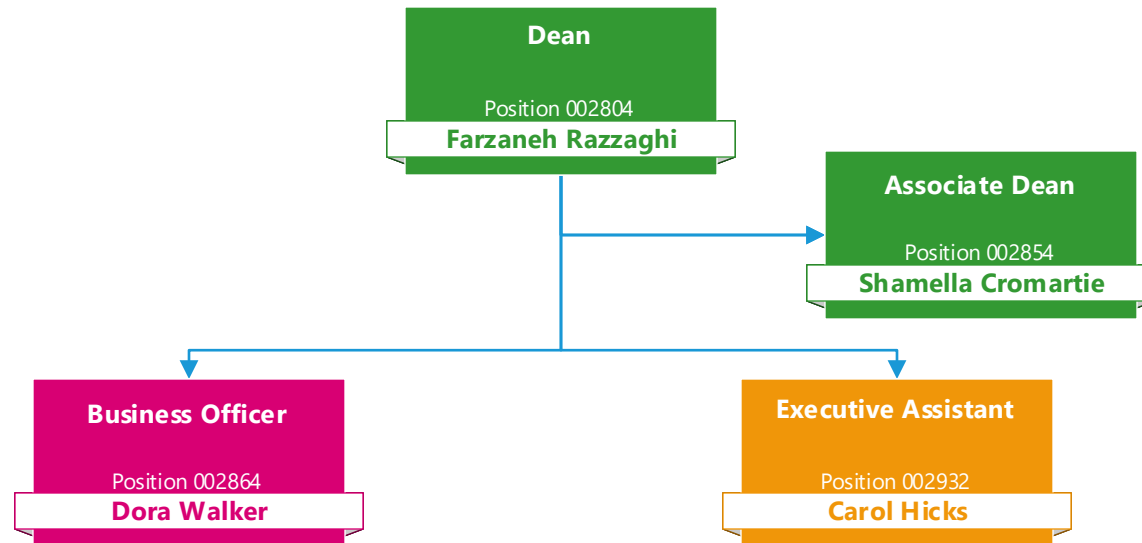 Dean
Position 002804
Farzaneh Razzaghi
Associate Dean
Position 002854
Shamella Cromartie
Business Officer
Position 002864
Dora Walker
Executive Assistant
Position 002932
Carol Hicks